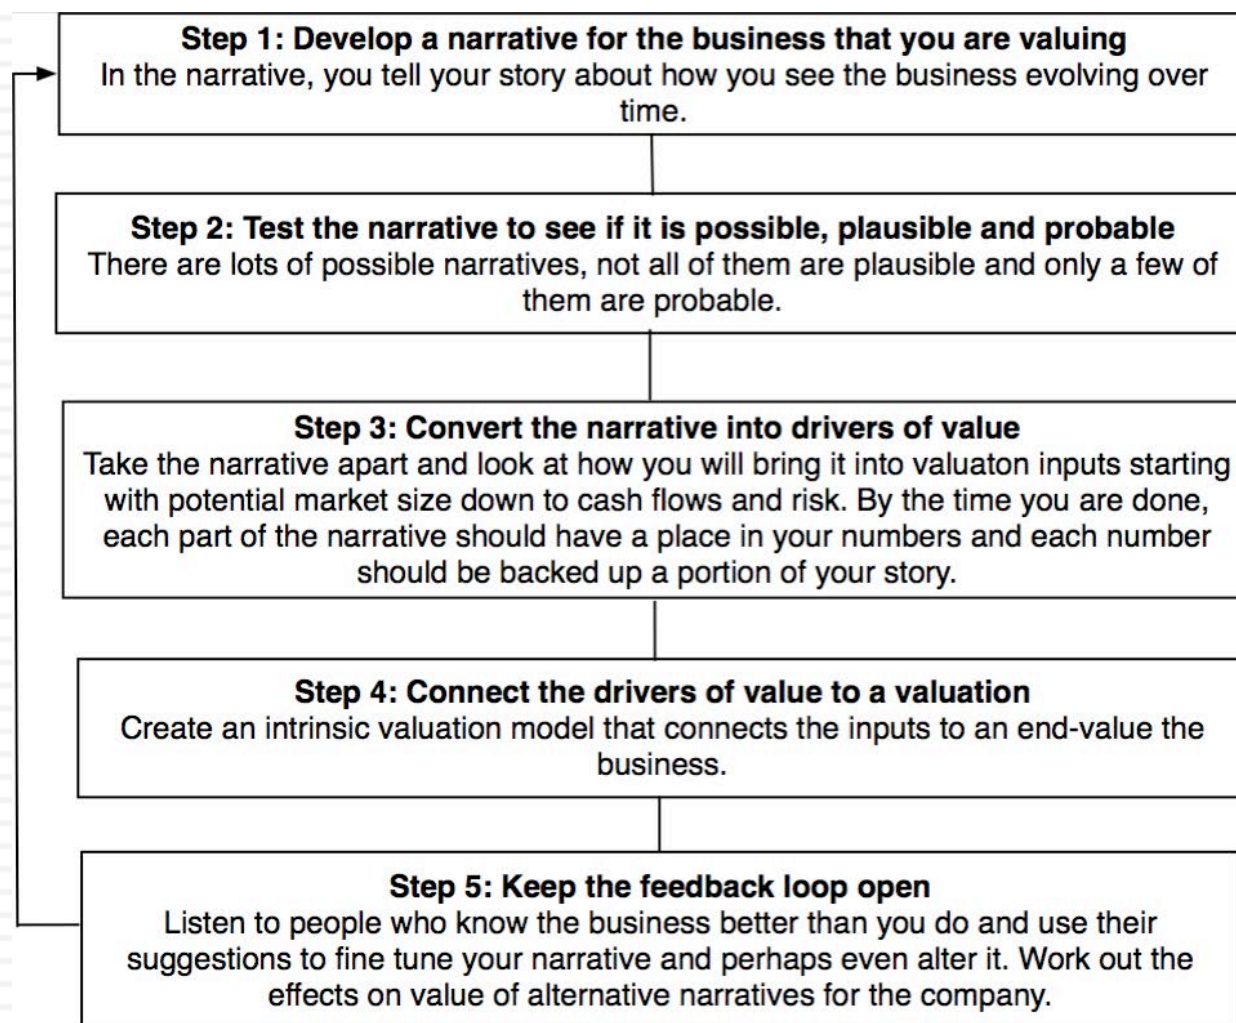 Step 1: Develop a narrative for the business that you are valuing
In the narrative, you tell your story about how you see the business evolving over
time.
Step 2: Test the narrative to see if it is possible, plausible and probable
There are lots of possible narratives, not all of them are plausible and only a few of
them are probable.
Step 3: Convert the narrative into drivers of value
Take the narrative apart and look at how you will bring it into valuaton inputs starting
with potential market size down to cash flows and risk. By the time you are done,
each part of the narrative should have a place in your numbers and each number
should be backed up a portion of your story.
Step 4: Connect the drivers of value to a valuation
Create an intrinsic valuation model that connects the inputs to an end-value the
business.
Step 5: Keep the feedback loop open
Listen to people who know the business better than you do and use their
suggestions to fine tune your narrative and perhaps even alter it. Work out the
effects on value of alternative narratives for the company.